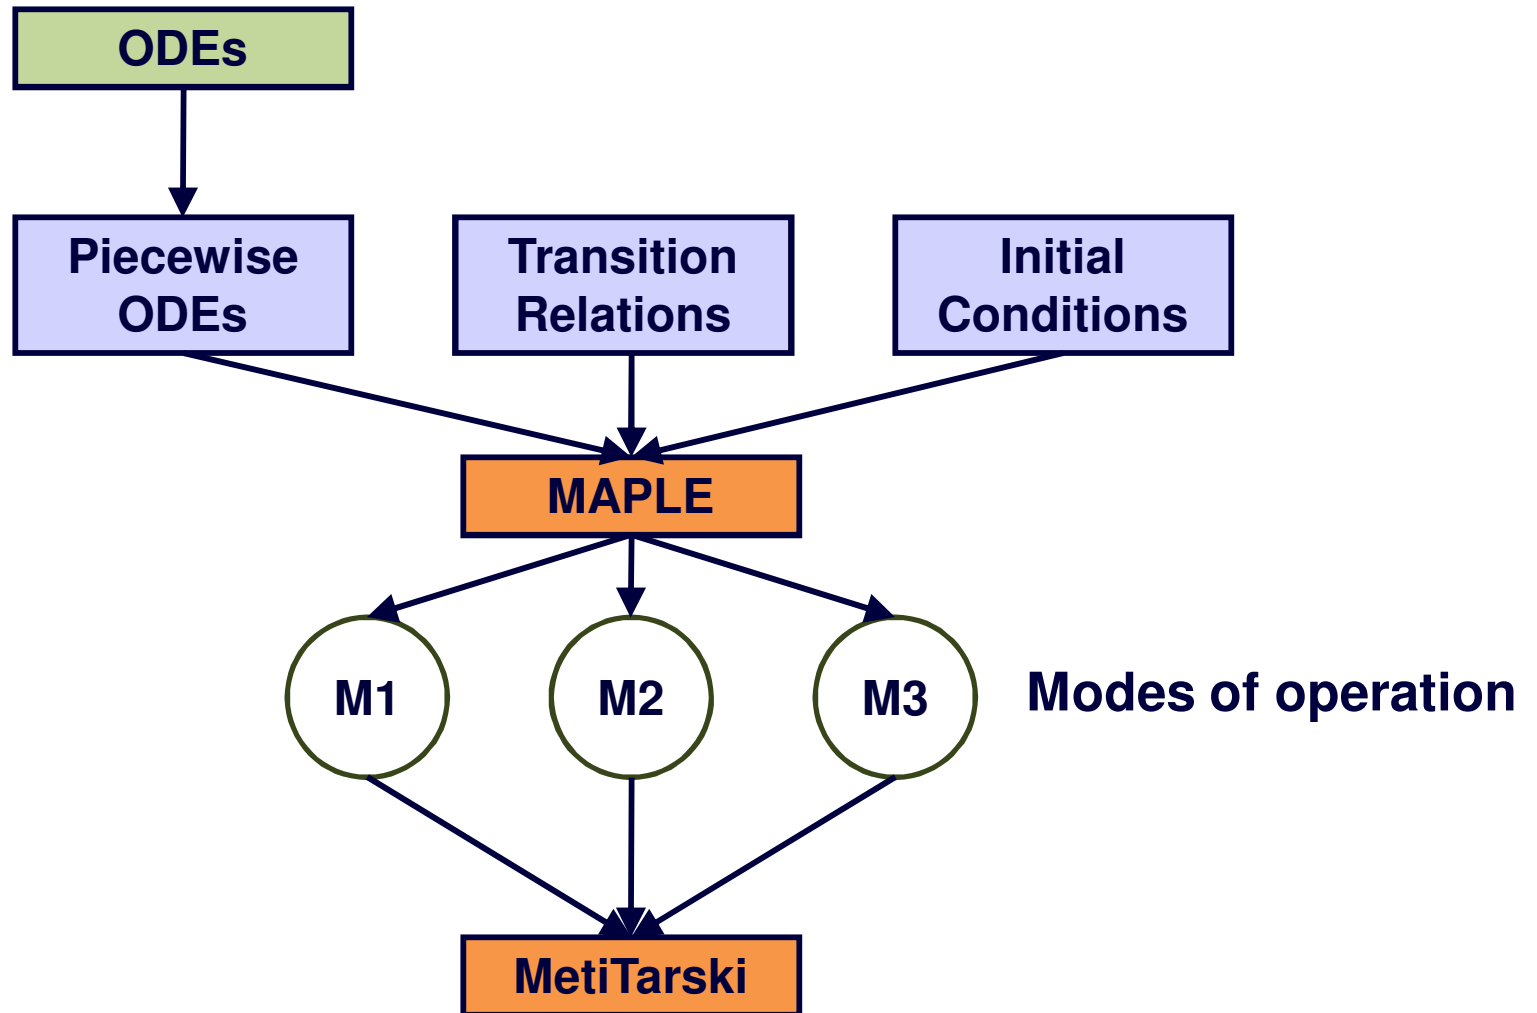 ODEs
Piecewise
ODEs
Transition
Relations
Initial
Conditions
MAPLE
M1
M2
M3
Modes of operation
MetiTarski